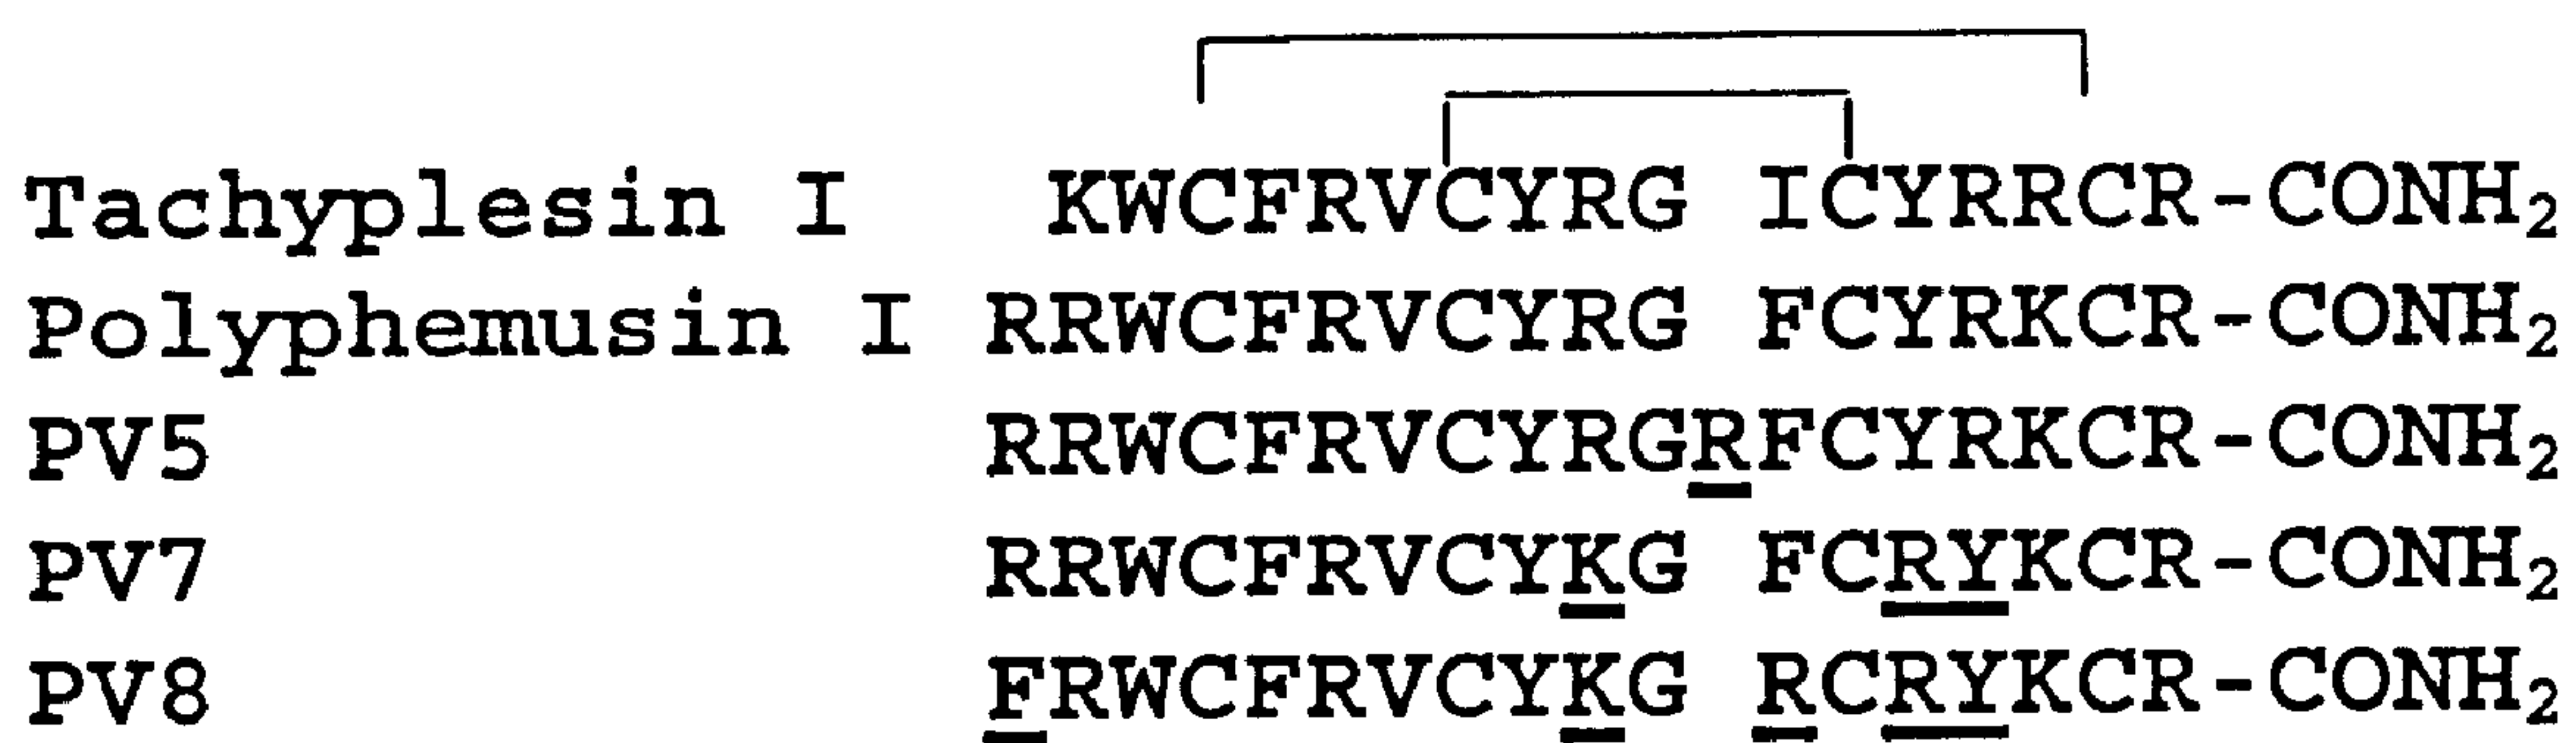 Tachyplesin I KWCFRVCYRG ICYRRCR-CONH₂
Polyphemusin I RRWCFRVCYRG FCYRKCR-CONH₂
PV5 RRWCFRVCYRGRFCYRKCR-CONH₂
PV7 RRWCFRVCYKG FCRYKCR-CONH₂
PV8 FRWCFRVCYKG RCRYKCR-CONH₂